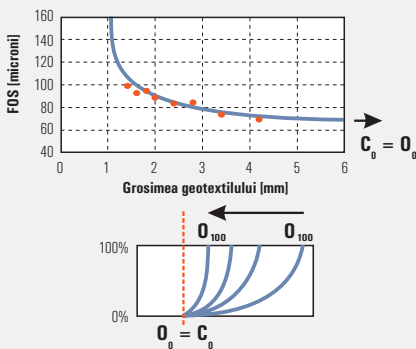 FOS [microni]
160
140
120
100
80
60
40
0 1 2 3 4 5 6
Grosimea geotextilului [mm]
C₀ = O₀
O₁₀₀ O₁₀₀
100%
0%
O₀ = C₀